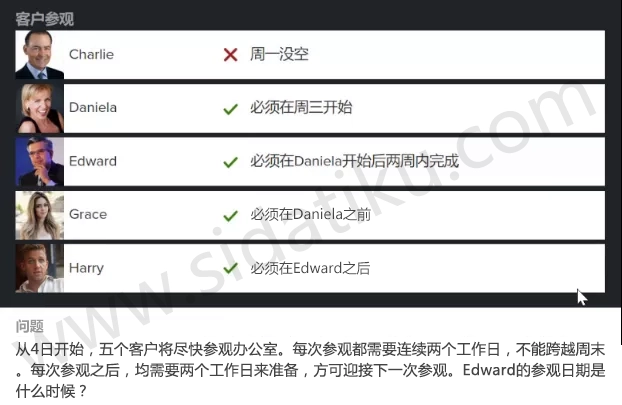 客户参观
Charlie 周一没空
Daniela 必须在周三开始
Edward 必须在Daniela开始后两周内完成
Grace 必须在Daniela之前
Harry 必须在Edward之后
www.sidatiku.com
问题
从4日开始，五个客户将尽快参观办公室。每次参观都需要连续两个工作日，不能跨越周末
。每次参观之后，均需要两个工作日来准备，方可迎接下一次参观。Edward的参观日期是
什么时候？